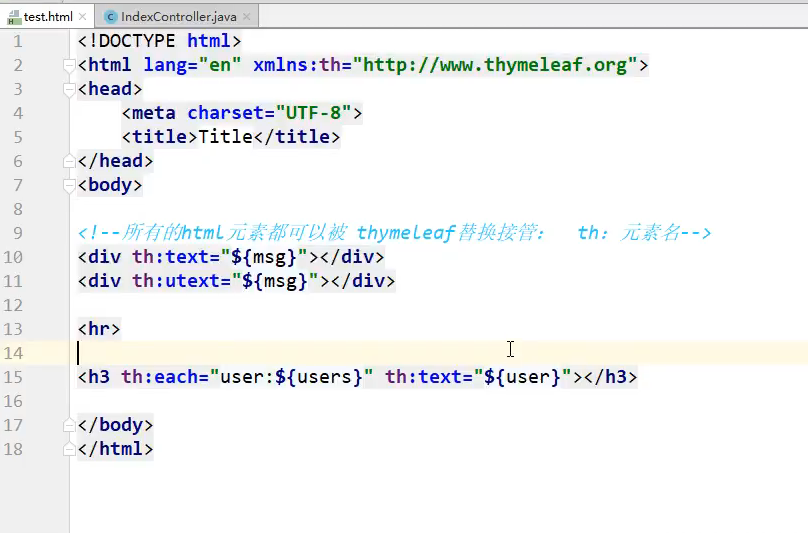 test.html IndexController.java
1 <!DOCTYPE html>
2 <html lang="en" xmlns:th="http://www.thymeleaf.org">
3 <head>
4     <meta charset="UTF-8">
5     <title>Title</title>
6 </head>
7 <body>
8
9 <!--所有的html元素都可以被 thymeleaf替换接管:  th: 元素名-->
10 <div th:text="${msg}"></div>
11 <div th:utext="${msg}"></div>
12
13 <hr>
14
15 <h3 th:each="user:${users}" th:text="${user}"></h3>
16
17 </body>
18 </html>